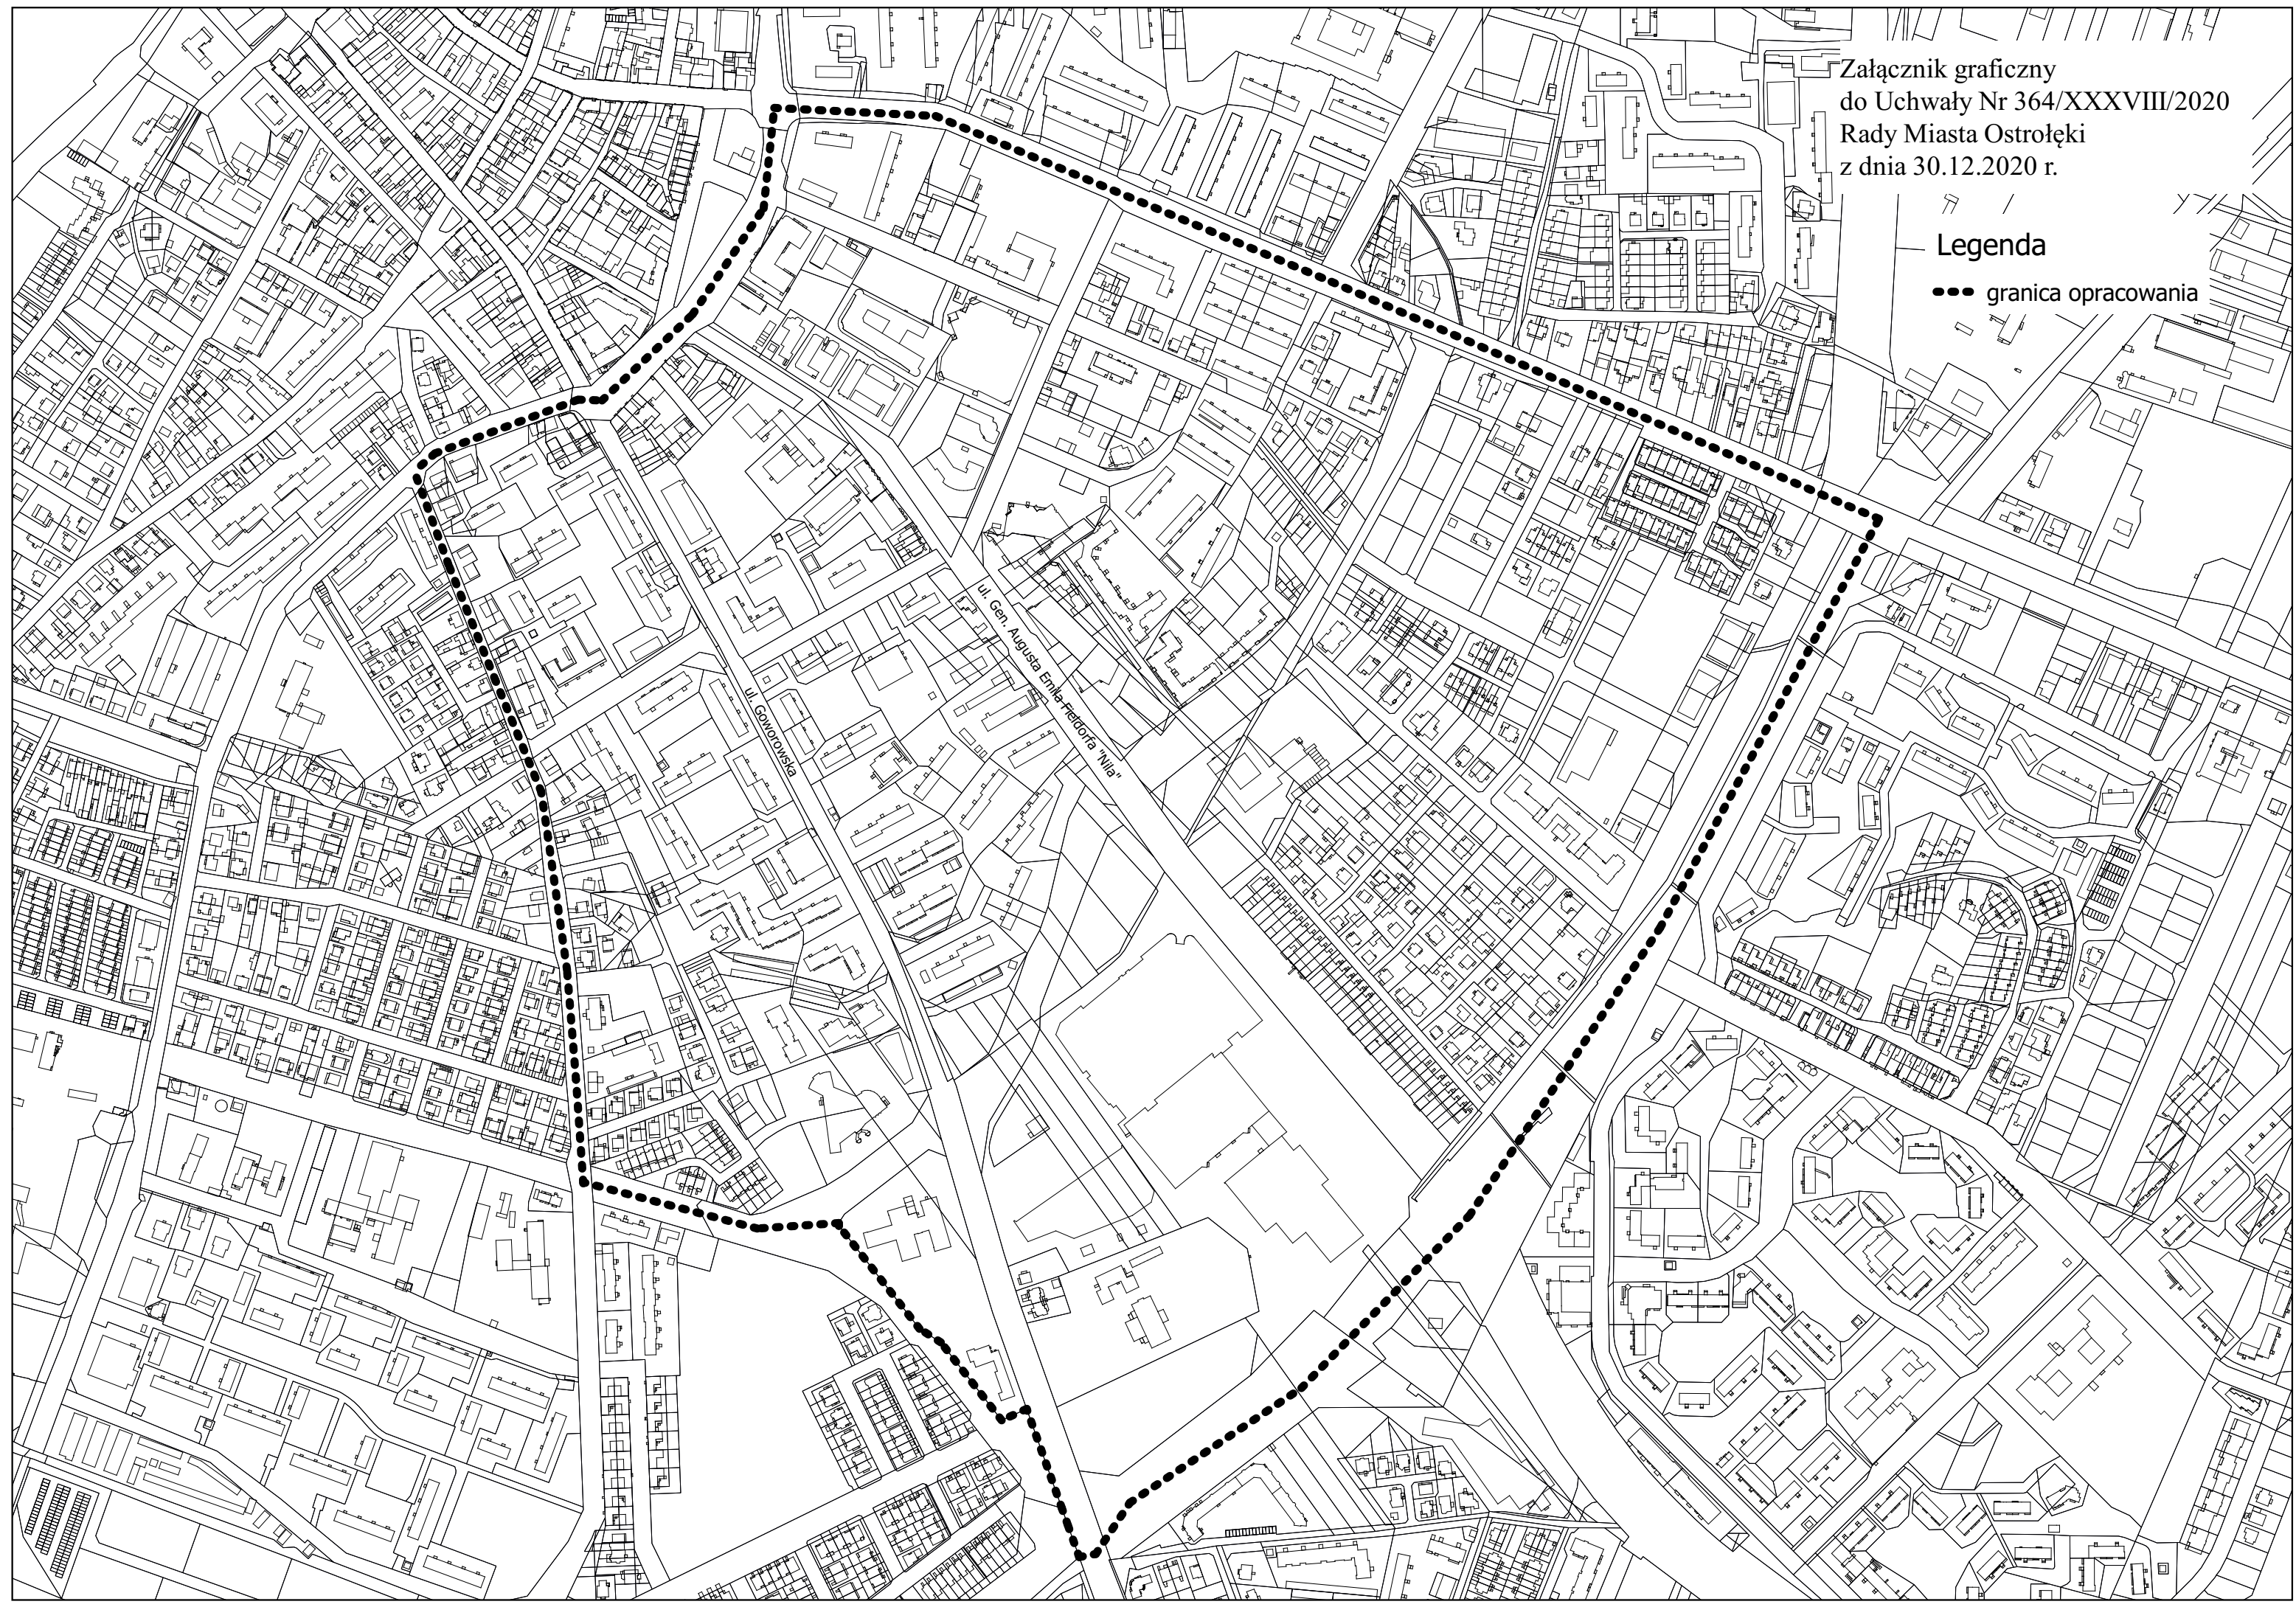 Załącznik graficzny
do Uchwały Nr 364/XXXVIII/2020
Rady Miasta Ostrołęki
z dnia 30.12.2020 r.
Legenda
granica opracowania
ul. Gen. Augusta Emila Fieldorfa "Nila"
ul. Goworowska